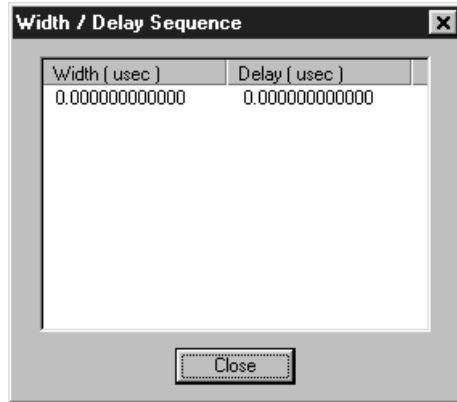 Width / Delay Sequence
Width ( usec ) Delay ( usec )
0.000000000000 0.000000000000
Close